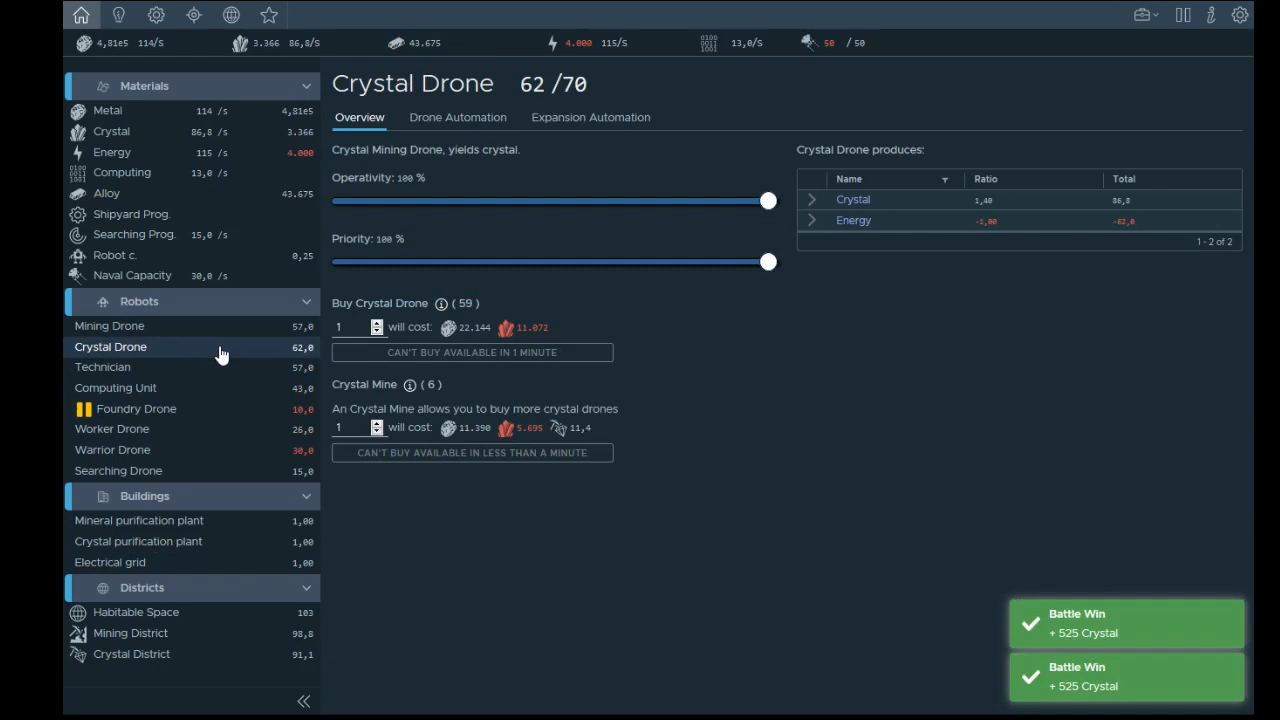 4,81e5 114/s 3.366 86,8/S 43.675 4.000 115/s 13,0/S 50 / 50
Materials
Metal 114 /s 4,81e5
Crystal 86,8 /s 3.366
Energy 115 /s 4.000
Computing 13,0 /s
Alloy 43.675
Shipyard Prog.
Searching Prog. 15,0 /s
Robot c. 0,25
Naval Capacity 30,0 /s
Robots
Mining Drone 57,0
Crystal Drone 62,0
Technician 57,0
Computing Unit 43,0
Foundry Drone 10,0
Worker Drone 26,0
Warrior Drone 30,0
Searching Drone 15,0
Buildings
Mineral purification plant 1,00
Crystal purification plant 1,00
Electrical grid 1,00
Districts
Habitable Space 103
Mining District 98,8
Crystal District 91,1
Crystal Drone 62 /70
Overview Drone Automation Expansion Automation
Crystal Mining Drone, yields crystal.
Operativity: 100 %
Priority: 100 %
Buy Crystal Drone ( 59 )
1 will cost: 22.144 11.072
CAN'T BUY AVAILABLE IN 1 MINUTE
Crystal Mine ( 6 )
An Crystal Mine allows you to buy more crystal drones
1 will cost: 11.390 5.695 11,4
CAN'T BUY AVAILABLE IN LESS THAN A MINUTE
Crystal Drone produces:
Name Ratio Total
Crystal 1,40 86,8
Energy -1,00 -62,0
1 - 2 of 2
Battle Win
+ 525 Crystal
Battle Win
+ 525 Crystal